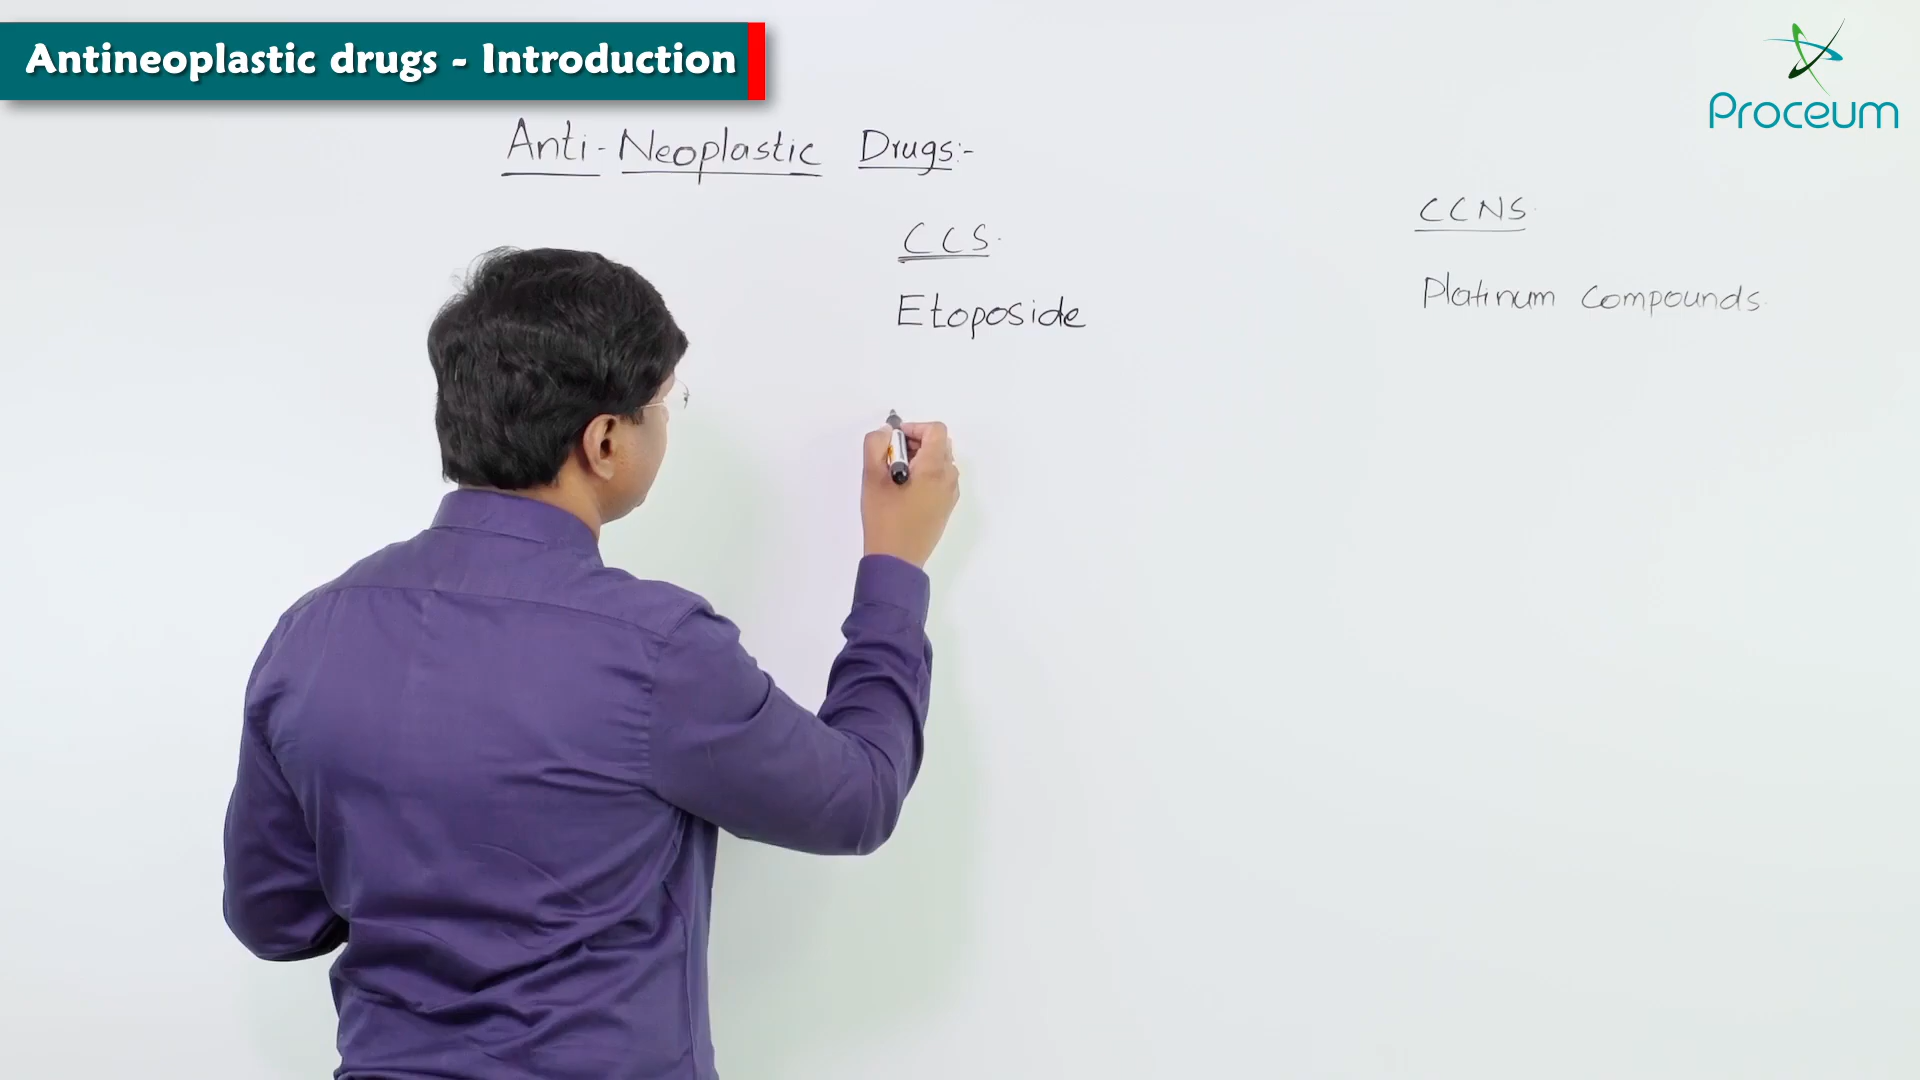 Antineoplastic drugs - Introduction
Proceum
Anti-Neoplastic Drugs:-
CCS.
CCNS.
Etoposide
Platinum compounds.